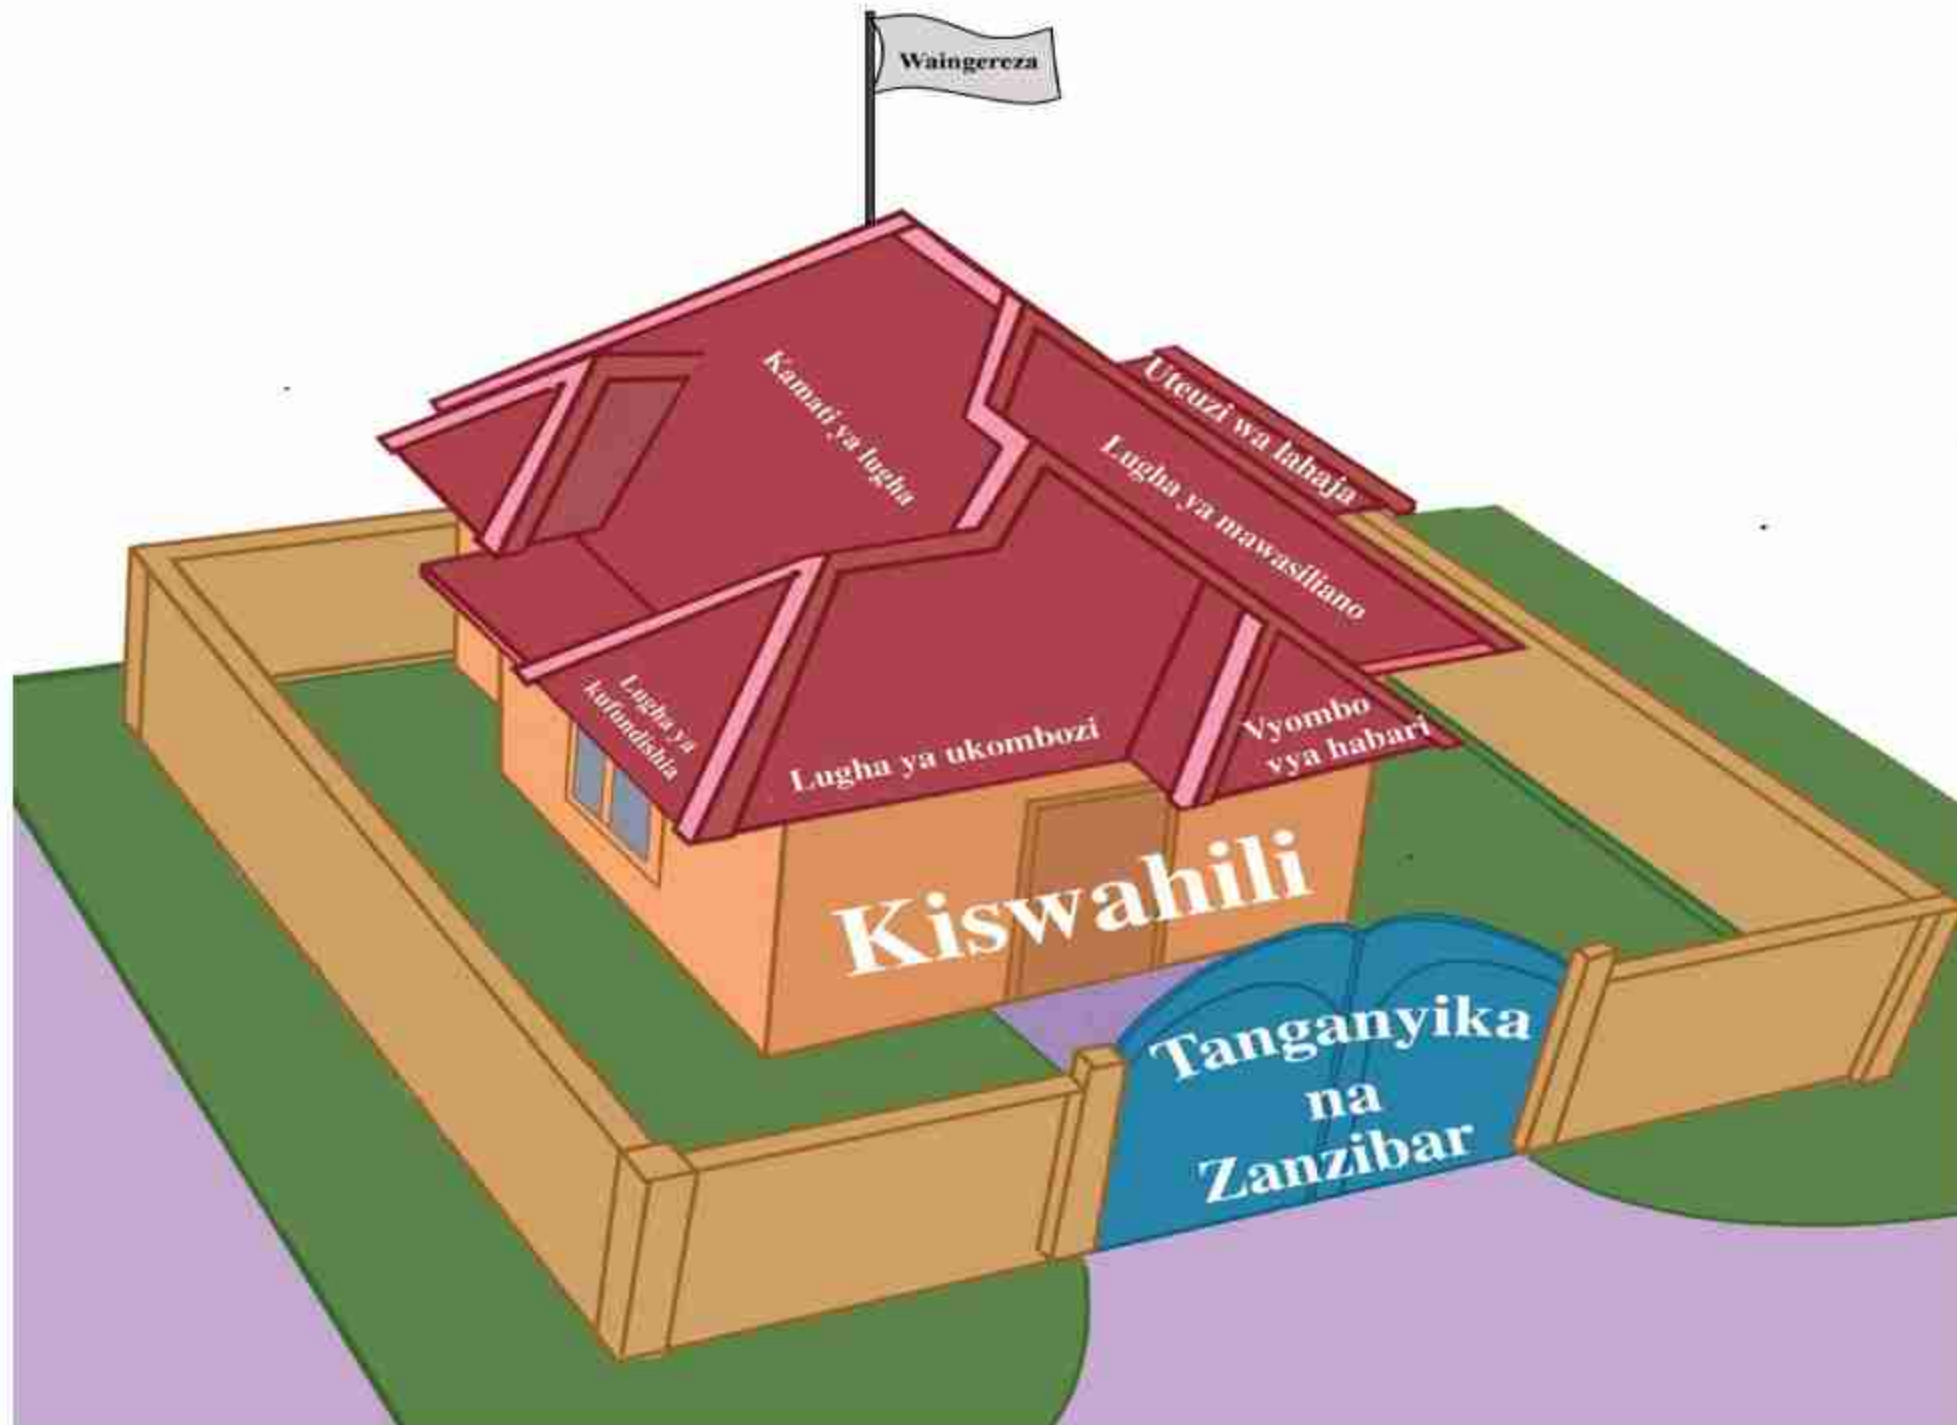 Waingereza
Kamati ya lugha
Uteuzi wa lahaja
Lugha ya mawasiliano
Lugha ya
kufundishia
Lugha ya ukombozi
Vyombo
vya habari
Kiswahili
Tanganyika
na
Zanzibar